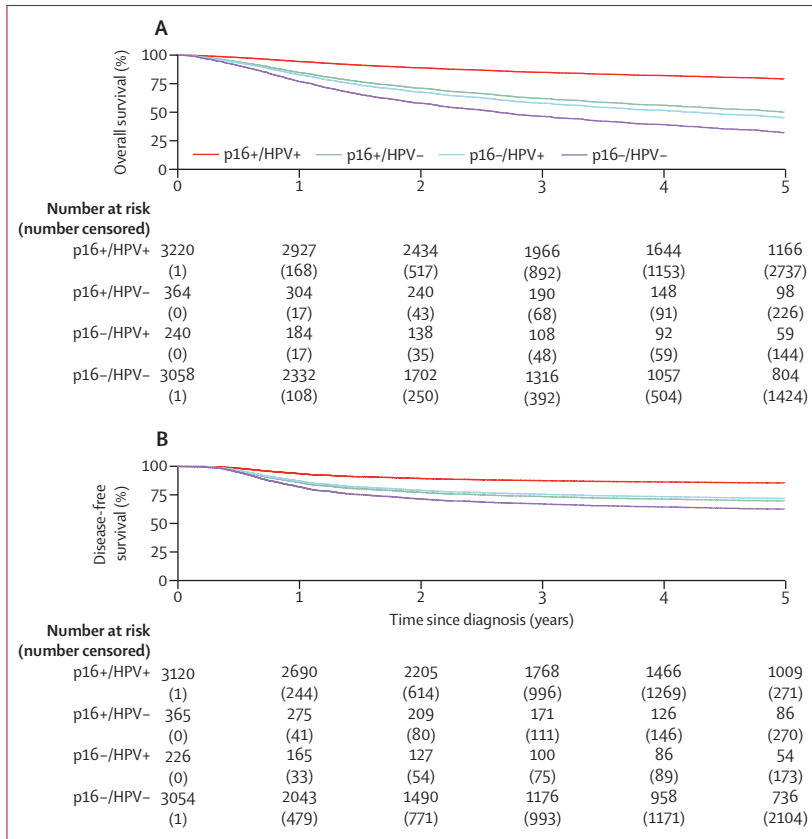 A
100
75
50
25
0
Overall survival (%)
p16+/HPV+ p16+/HPV– p16–/HPV+ p16–/HPV–
0 1 2 3 4 5
Number at risk
(number censored)
p16+/HPV+ 3220 2927 2434 1966 1644 1166
(1) (168) (517) (892) (1153) (2737)
p16+/HPV– 364 304 240 190 148 98
(0) (17) (43) (68) (91) (226)
p16–/HPV+ 240 184 138 108 92 59
(0) (17) (35) (48) (59) (144)
p16–/HPV– 3058 2332 1702 1316 1057 804
(1) (108) (250) (392) (504) (1424)
B
100
75
50
25
0
Disease-free
survival (%)
0 1 2 3 4 5
Time since diagnosis (years)
Number at risk
(number censored)
p16+/HPV+ 3120 2690 2205 1768 1466 1009
(1) (244) (614) (996) (1269) (271)
p16+/HPV– 365 275 209 171 126 86
(0) (41) (80) (111) (146) (270)
p16–/HPV+ 226 165 127 100 86 54
(0) (33) (54) (75) (89) (173)
p16–/HPV– 3054 2043 1490 1176 958 736
(1) (479) (771) (993) (1171) (2104)